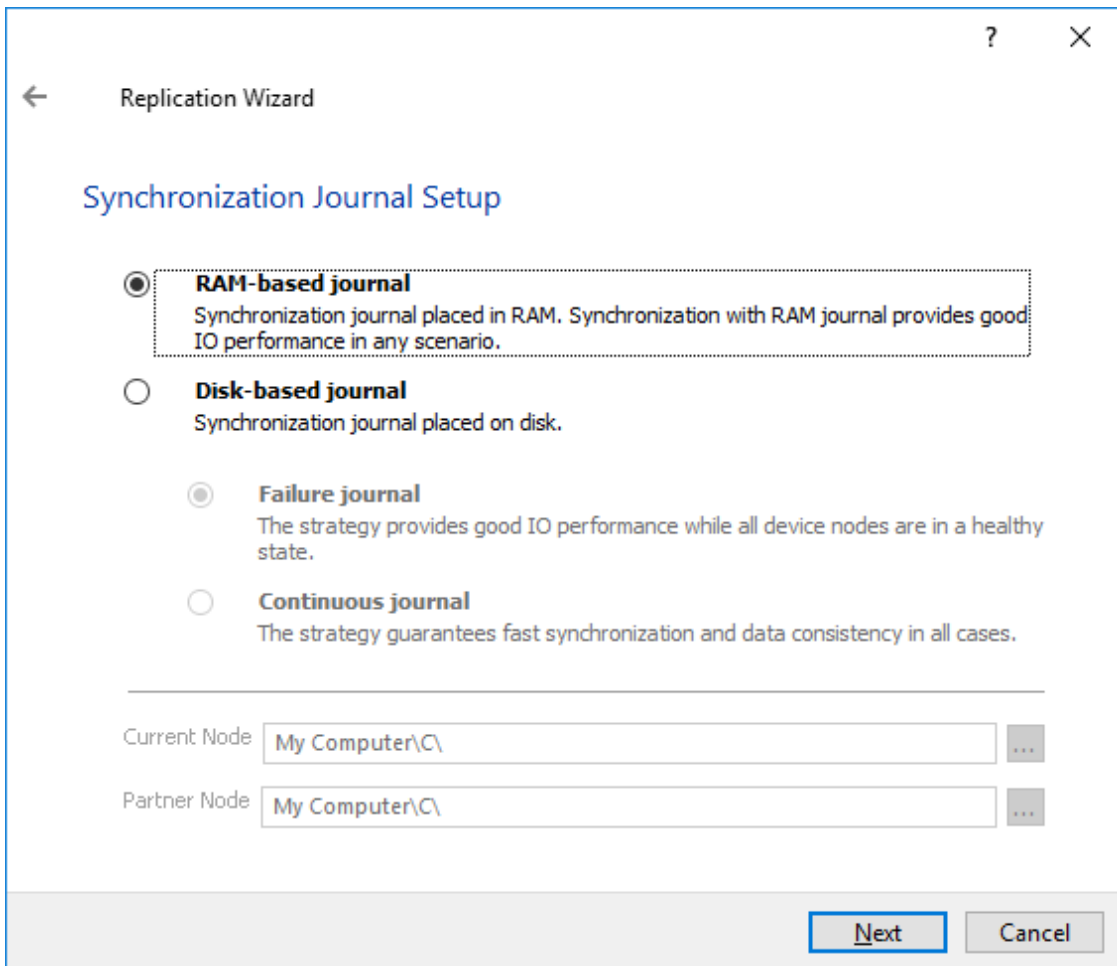 ?
Replication Wizard
Synchronization Journal Setup
RAM-based journal
Synchronization journal placed in RAM. Synchronization with RAM journal provides good
IO performance in any scenario.
Disk-based journal
Synchronization journal placed on disk.
Failure journal
The strategy provides good IO performance while all device nodes are in a healthy
state.
Continuous journal
The strategy guarantees fast synchronization and data consistency in all cases.
Current Node My Computer\C\ ...
Partner Node My Computer\C\ ...
Next Cancel